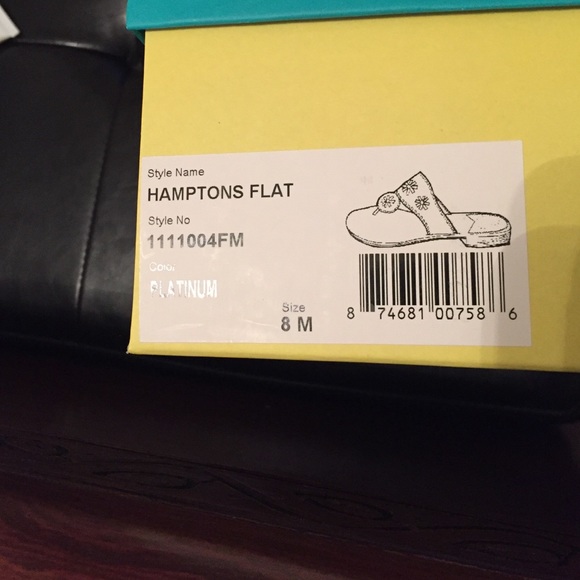 Style Name
HAMPTONS FLAT
Style No
1111004FM
Color
PLATINUM
Size
8 M
8 74681 00758 6